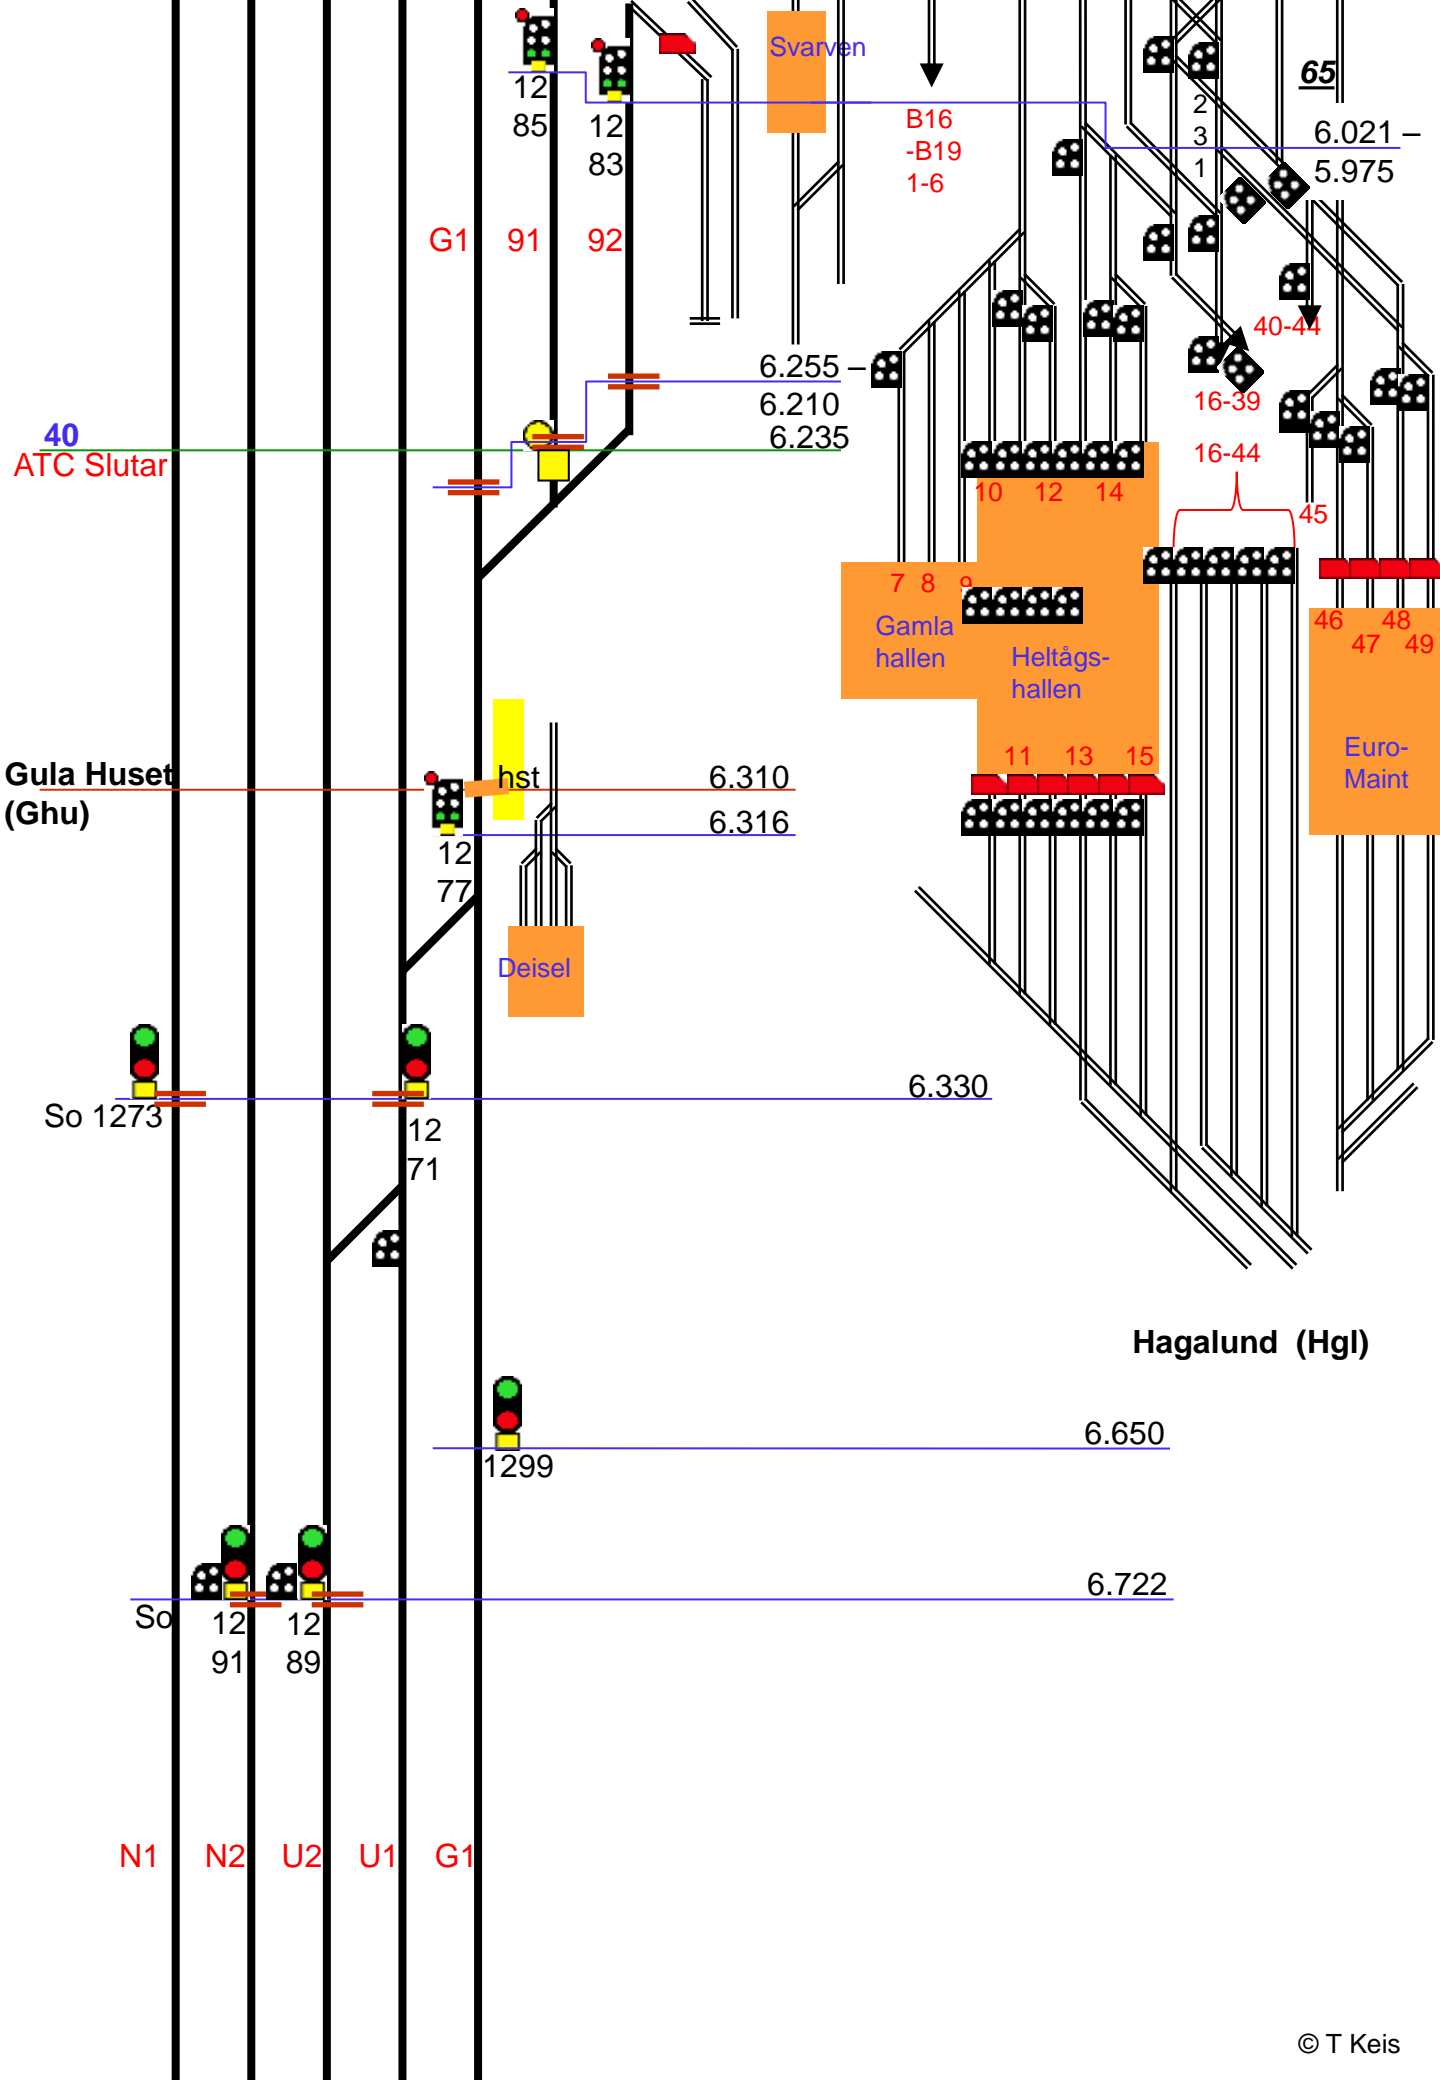 Svarven
65
12
85
12
83
B16
-B19
1-6
2
3
1
6.021 –
5.975
G1
91
92
40-44
6.255 –
6.210
6.235
40
ATC Slutar
16-39
16-44
10
12
14
45
7
8
9
Gamla
hallen
Heltågs-
hallen
46
48
47
49
Euro-
Maint
11
13
15
Gula Huset
(Ghu)
hst
6.310
6.316
12
77
Deisel
6.330
So 1273
12
71
Hagalund (Hgl)
6.650
1299
6.722
So
12
91
12
89
N1
N2
U2
U1
G1
© T Keis